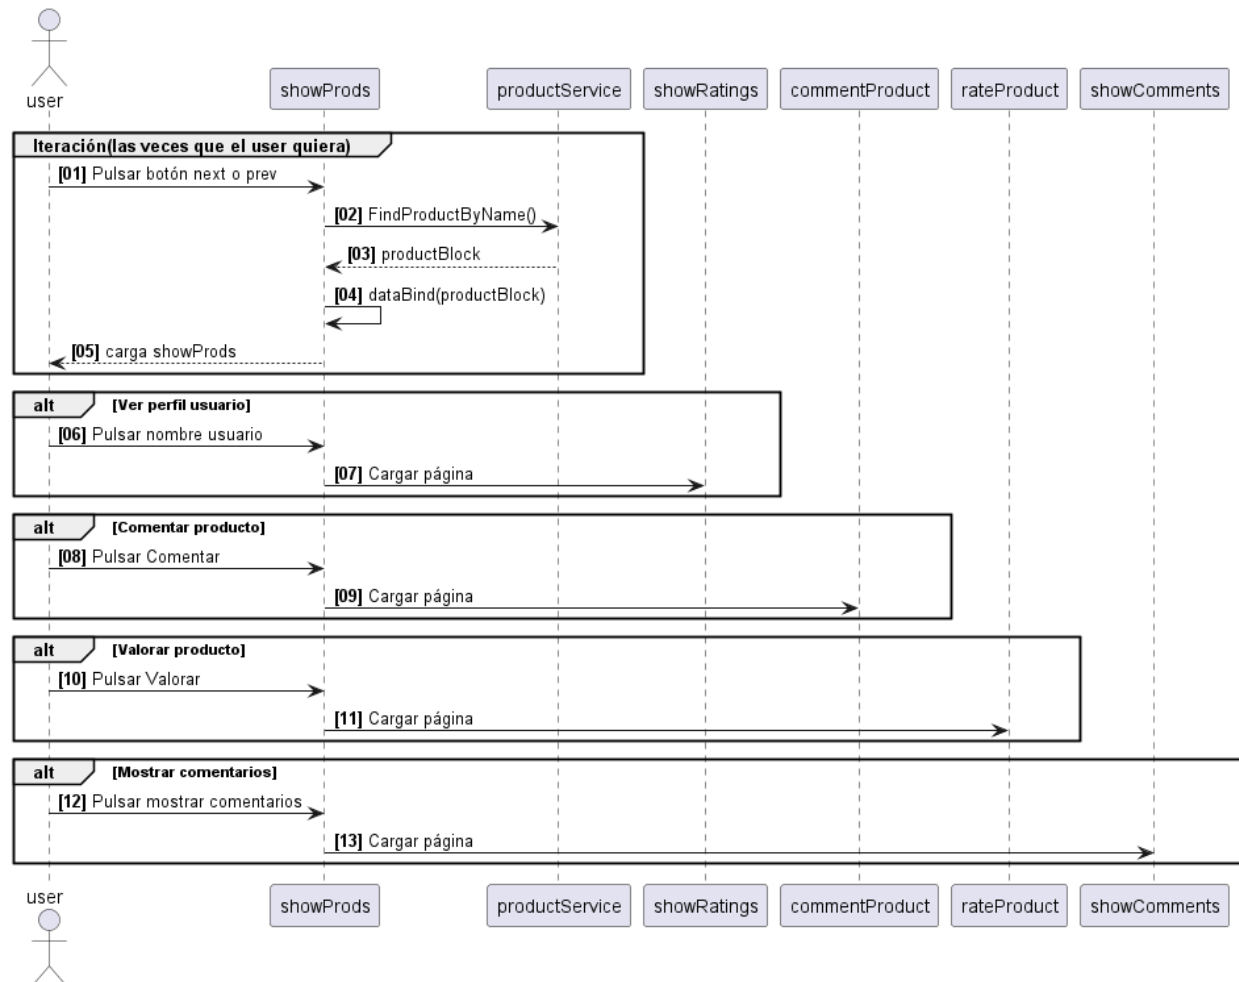 user
showProds productService showRatings commentProduct rateProduct showComments
Iteración(las veces que el user quiera)
[01] Pulsar botón next o prev
[02] FindProductByName()
[03] productBlock
[04] dataBind(productBlock)
[05] carga showProds
alt [Ver perfil usuario]
[06] Pulsar nombre usuario
[07] Cargar página
alt [Comentar producto]
[08] Pulsar Comentar
[09] Cargar página
alt [Valorar producto]
[10] Pulsar Valorar
[11] Cargar página
alt [Mostrar comentarios]
[12] Pulsar mostrar comentarios
[13] Cargar página
user
showProds productService showRatings commentProduct rateProduct showComments